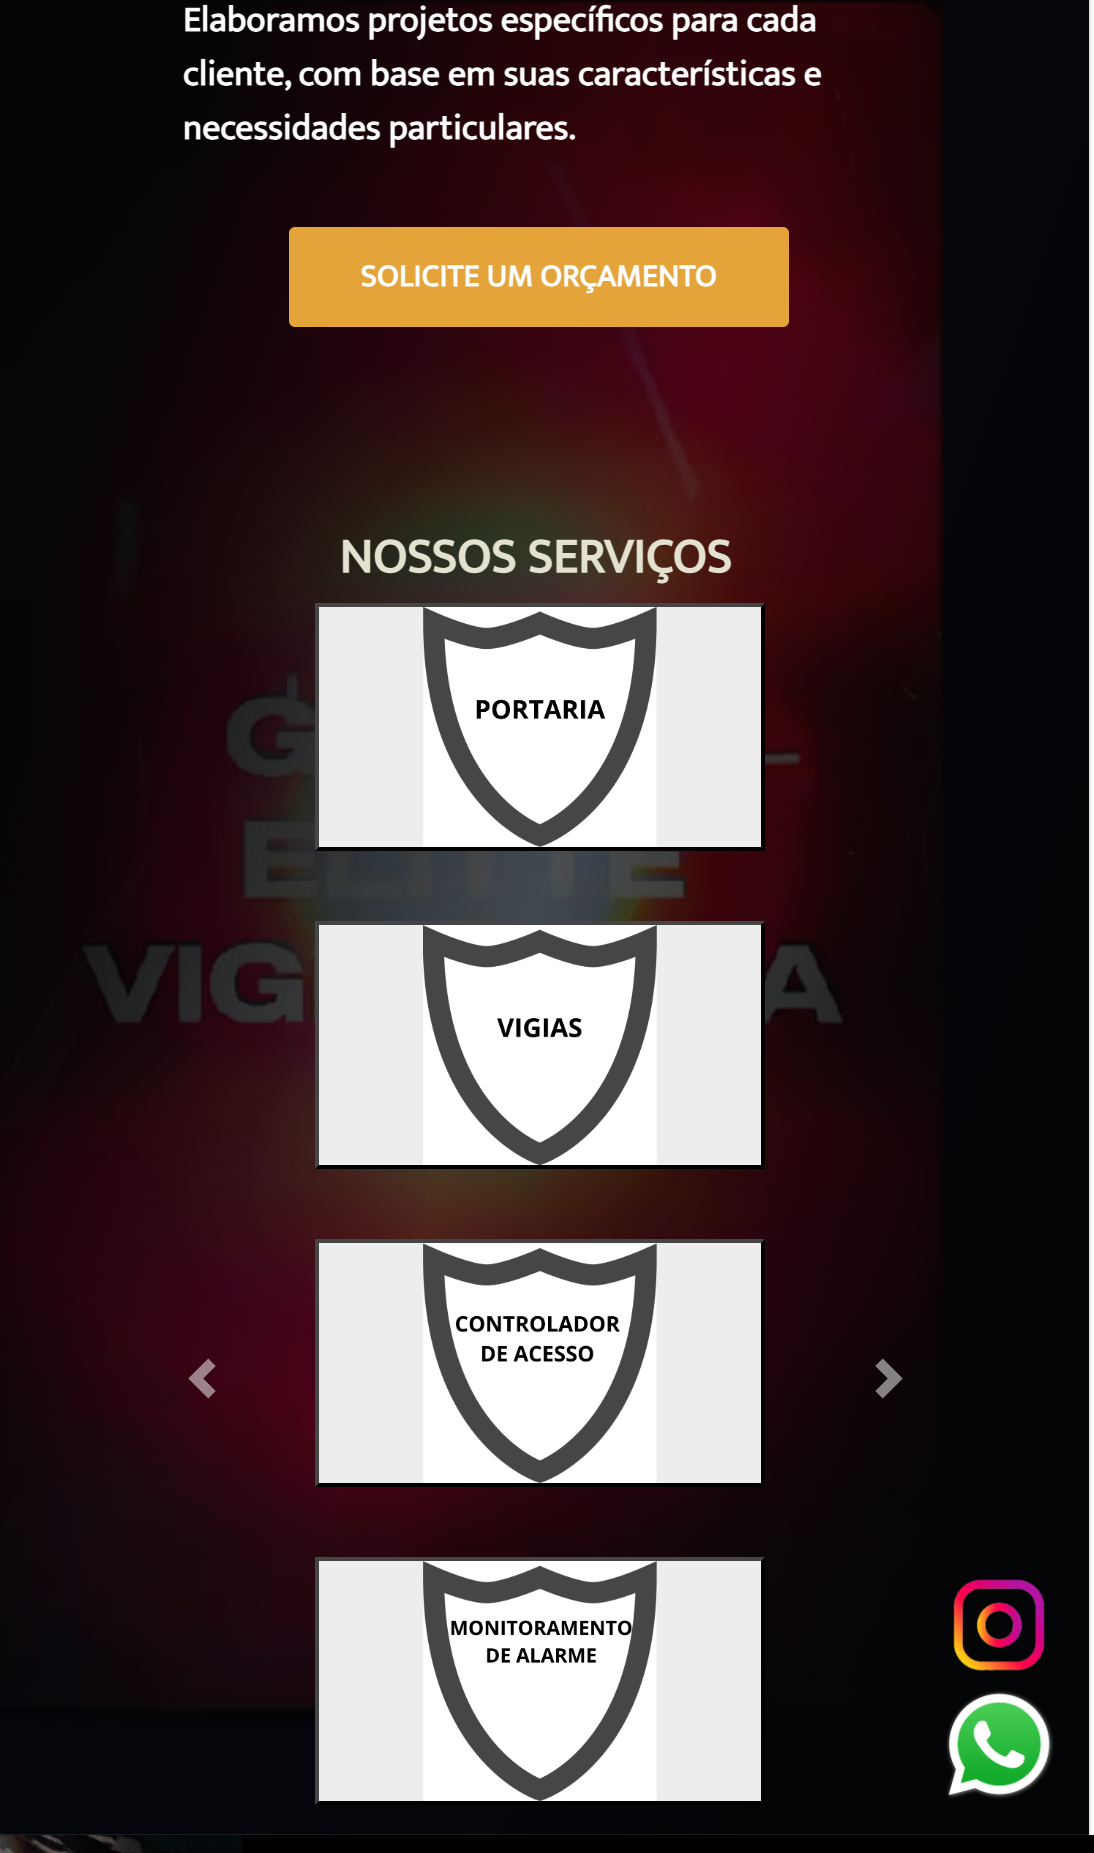 Elaboramos projetos específicos para cada
cliente, com base em suas características e
necessidades particulares.
SOLICITE UM ORÇAMENTO
NOSSOS SERVIÇOS
PORTARIA
ELITTE
VIGIAS
CONTROLADOR
DE ACESSO
MONITORAMENTO
DE ALARME